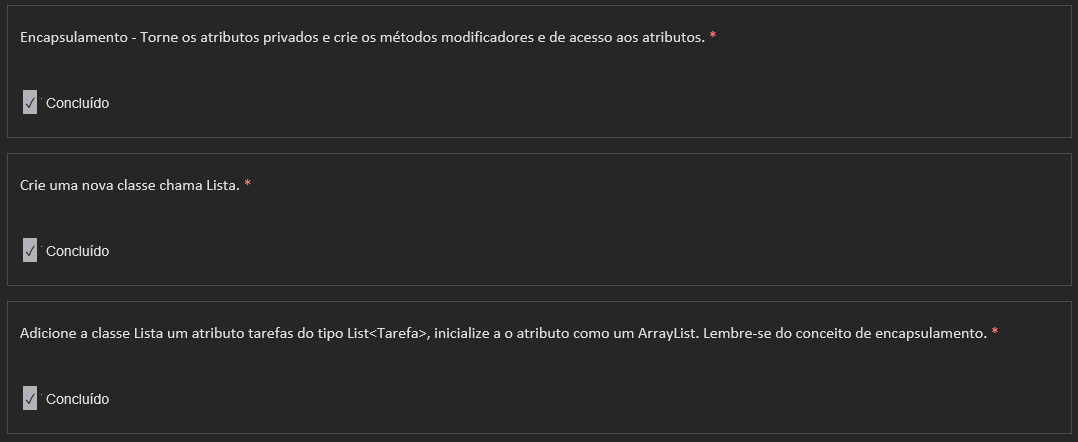 Encapsulamento - Torne os atributos privados e crie os métodos modificadores e de acesso aos atributos. *
✓ Concluído
Crie uma nova classe chama Lista. *
✓ Concluído
Adicione a classe Lista um atributo tarefas do tipo List<Tarefa>, inicialize a o atributo como um ArrayList. Lembre-se do conceito de encapsulamento. *
✓ Concluído